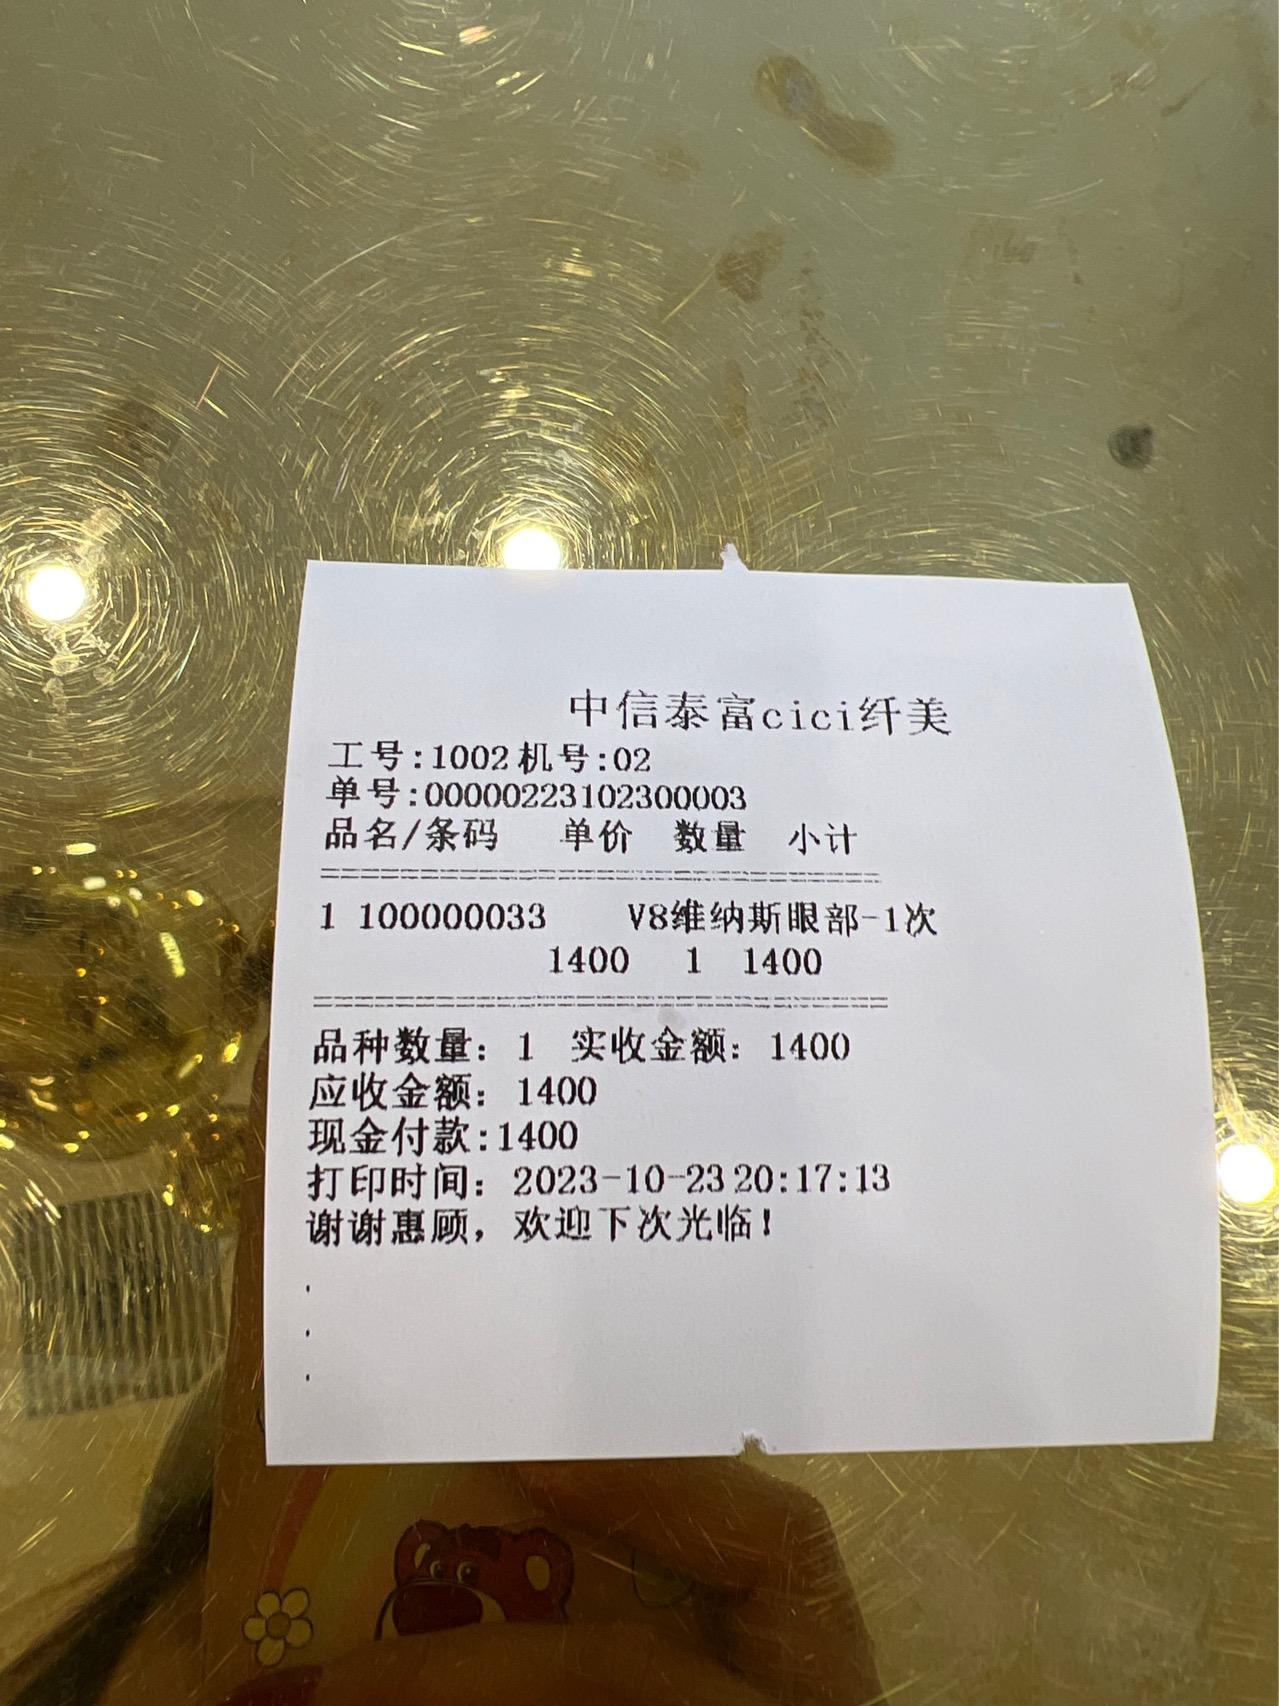 中信泰富cici纤美
工号:1002 机号:02
单号:00000223102300003
品名/条码 单价 数量 小计
1 100000033 V8维纳斯眼部-1次
1400 1 1400
品种数量: 1 实收金额: 1400
应收金额: 1400
现金付款:1400
打印时间: 2023-10-23 20:17:13
谢谢惠顾, 欢迎下次光临!
.
.
.